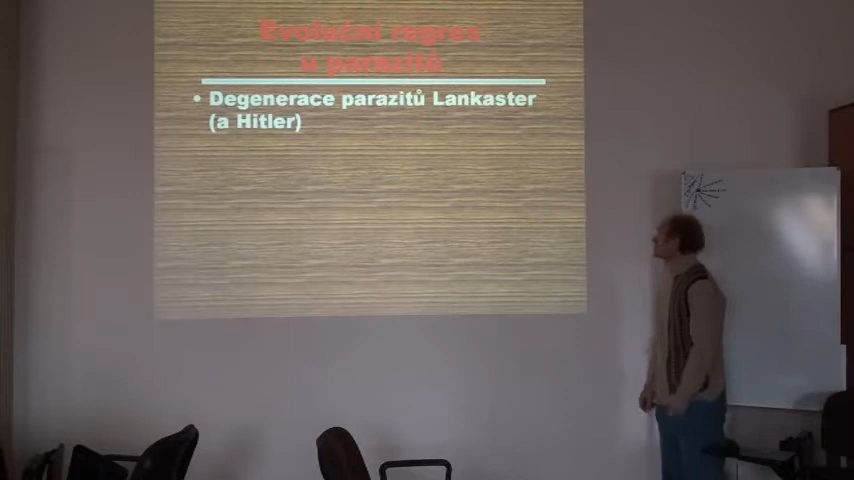 Evoluční regres
u parazitů
• Degenerace parazitů Lankaster
(a Hitler)